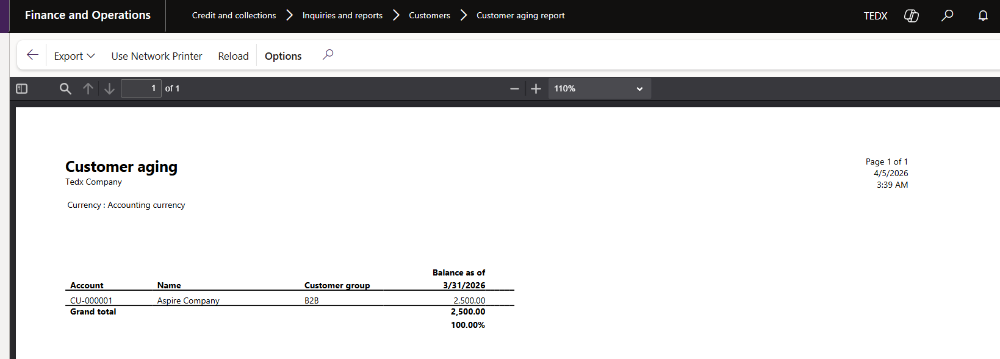 Finance and Operations
Credit and collections > Inquiries and reports > Customers > Customer aging report
TEDX
Export
Use Network Printer
Reload
Options
1 of 1
110%
Customer aging
Tedx Company
Page 1 of 1
4/5/2026
3:39 AM
Currency : Accounting currency
Balance as of
Account Name Customer group 3/31/2026
CU-000001 Aspire Company B2B 2,500.00
Grand total 2,500.00
100.00%